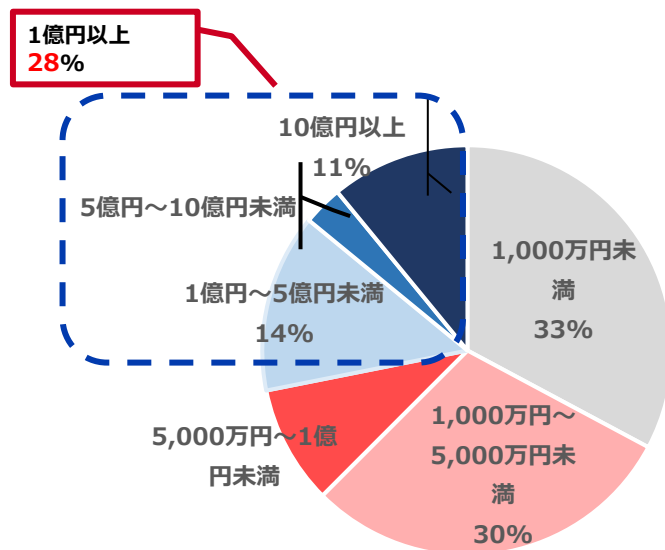 1億円以上
28%
10億円以上
11%
5億円～10億円未満
1億円～5億円未満
14%
5,000万円～1億
円未満
1,000万円未
満
33%
1,000万円～
5,000万円未
満
30%